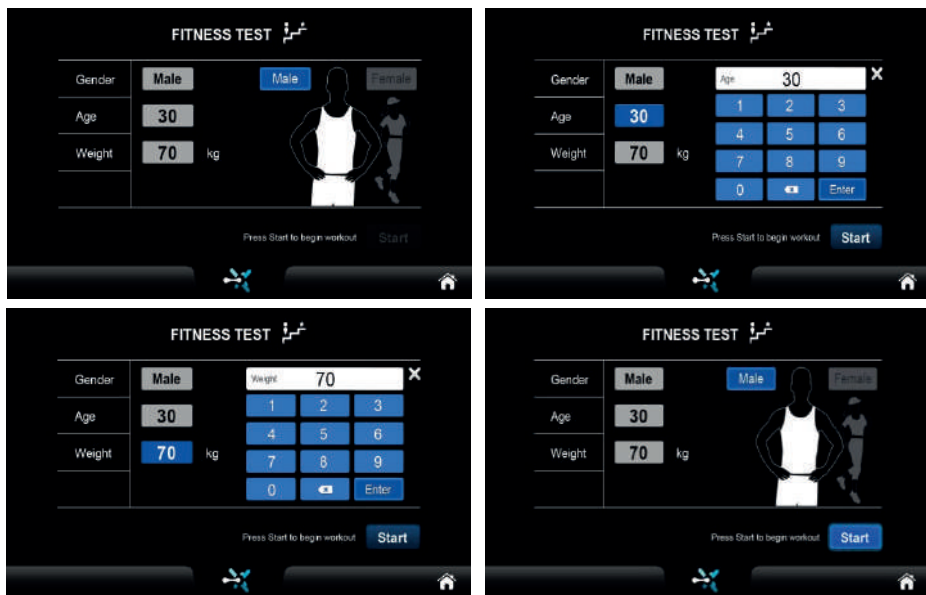 FITNESS TEST
Gender Male Male Female
Age 30
Weight 70 kg
Press Start to begin workout Start
FITNESS TEST
Gender Male Age 30
1 2 3
Age 30
4 5 6
Weight 70 kg
7 8 9
0 Enter
Press Start to begin workout Start
FITNESS TEST
Gender Male Weight 70
1 2 3
Age 30
4 5 6
Weight 70 kg
7 8 9
0 Enter
Press Start to begin workout Start
FITNESS TEST
Gender Male Male Female
Age 30
Weight 70 kg
Press Start to begin workout Start